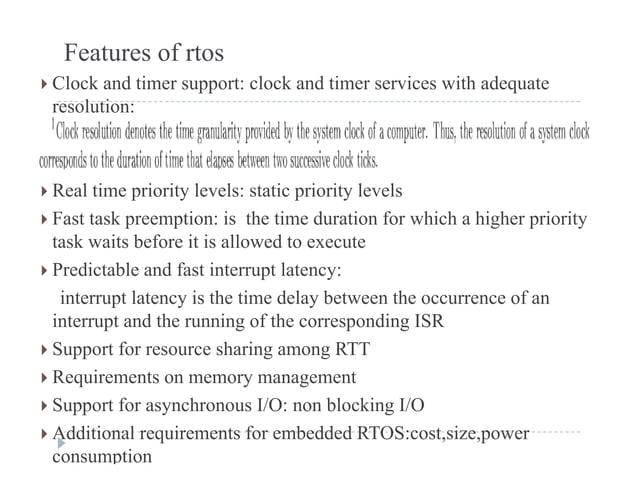 Features of rtos
Clock and timer support: clock and timer services with adequate
resolution:
1Clock resolution denotes the time granularity provided by the system clock of a computer. Thus, the resolution of a system clock
corresponds to the duration of time that elapses between two successive clock ticks.
Real time priority levels: static priority levels
Fast task preemption: is the time duration for which a higher priority
task waits before it is allowed to execute
Predictable and fast interrupt latency:
interrupt latency is the time delay between the occurrence of an
interrupt and the running of the corresponding ISR
Support for resource sharing among RTT
Requirements on memory management
Support for asynchronous I/O: non blocking I/O
Additional requirements for embedded RTOS:cost,size,power
consumption